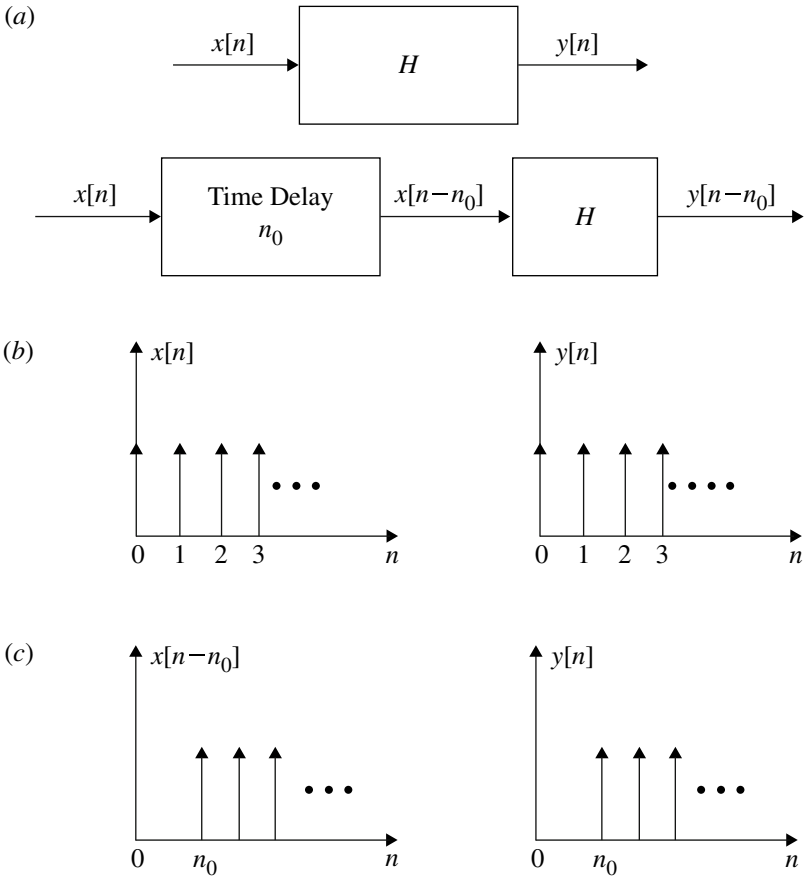 (a)
x[n] H y[n]
x[n] Time Delay x[n−n0] H y[n−n0]
n0
(b)
x[n] y[n]
0 1 2 3 n 0 1 2 3 n
(c)
x[n−n0] y[n]
0 n0 n 0 n0 n